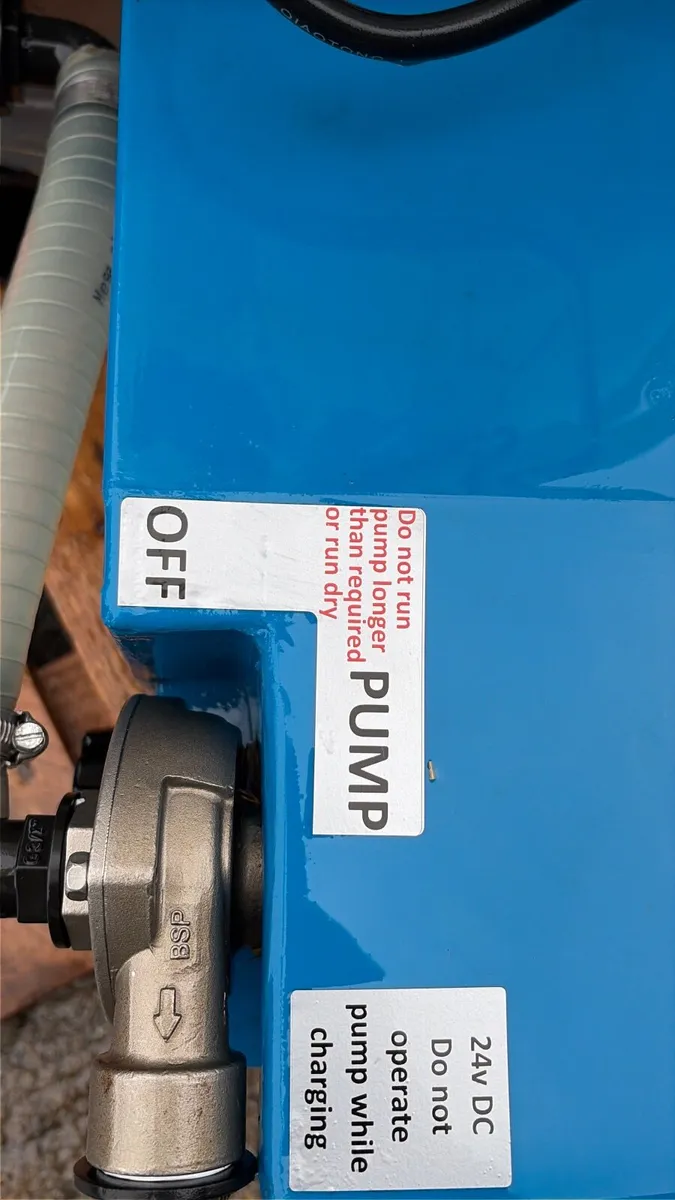 QIAOTONG
Do not run
pump longer
than required
or run dry
PUMP
OFF
24v DC
Do not
operate
pump while
charging
BSP